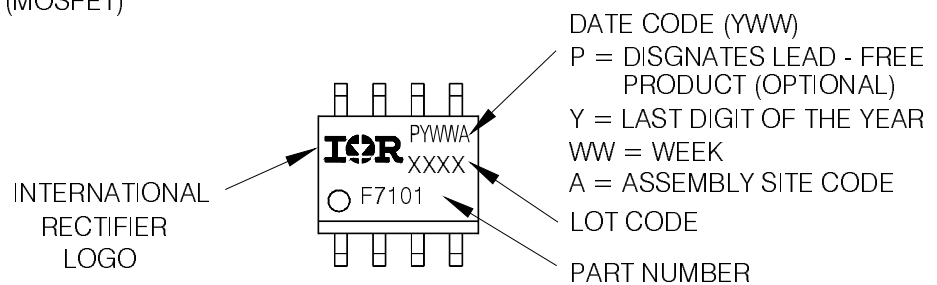 (MOSFET)
DATE CODE (YWW)
P = DISGNATES LEAD - FREE
PRODUCT (OPTIONAL)
Y = LAST DIGIT OF THE YEAR
WW = WEEK
A = ASSEMBLY SITE CODE
LOT CODE
PART NUMBER
INTERNATIONAL
RECTIFIER
LOGO
PYWWA
IOR
XXXX
F7101